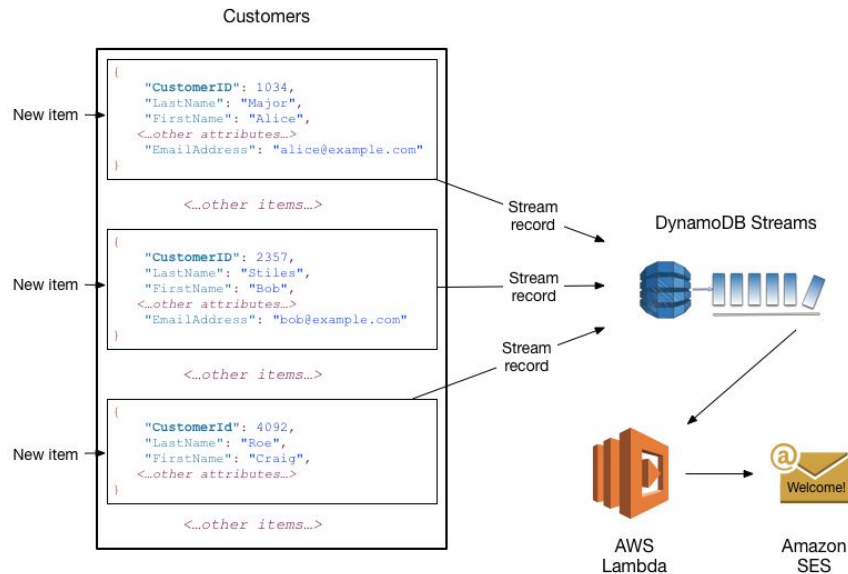 Customers
New item
{
"CustomerID": 1034,
"LastName": "Major",
"FirstName": "Alice",
<…other attributes…>
"EmailAddress": "alice@example.com"
}
<…other items…>
New item
{
"CustomerID": 2357,
"LastName": "Stiles",
"FirstName": "Bob",
<…other attributes…>
"EmailAddress": "bob@example.com"
}
<…other items…>
New item
{
"CustomerId": 4092,
"LastName": "Roe",
"FirstName": "Craig",
<…other attributes…>
}
<…other items…>
Stream
record
Stream
record
Stream
record
DynamoDB Streams
AWS
Lambda
@
Welcome!
Amazon
SES